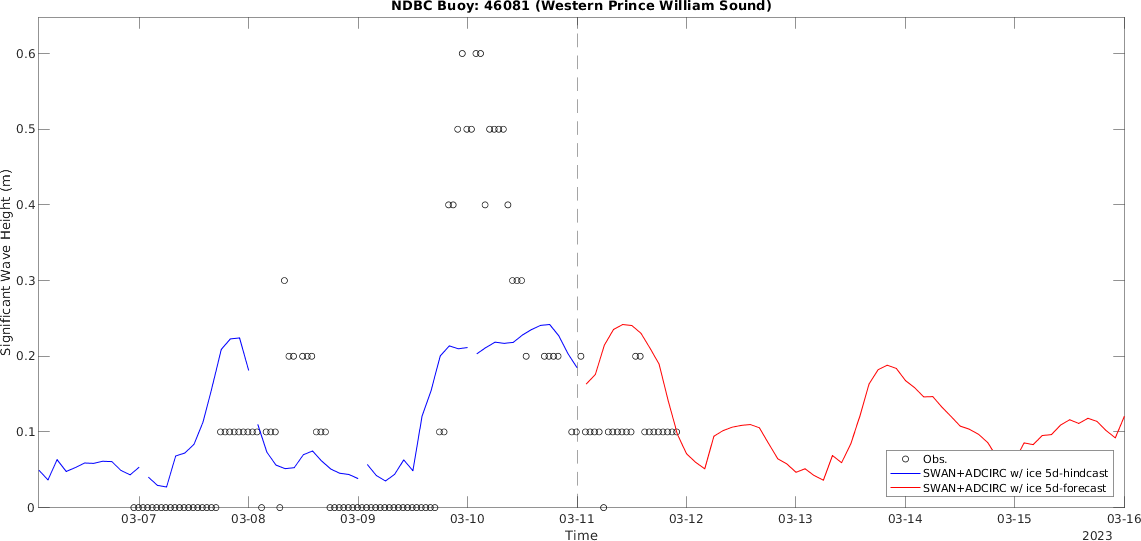 NDBC Buoy: 46081 (Western Prince William Sound)
Significant Wave Height (m)
0.6
0.5
0.4
0.3
0.2
0.1
0
03-07 03-08 03-09 03-10 03-11 03-12 03-13 03-14 03-15 03-16
Time
2023
Obs.
SWAN+ADCIRC w/ ice 5d-hindcast
SWAN+ADCIRC w/ ice 5d-forecast